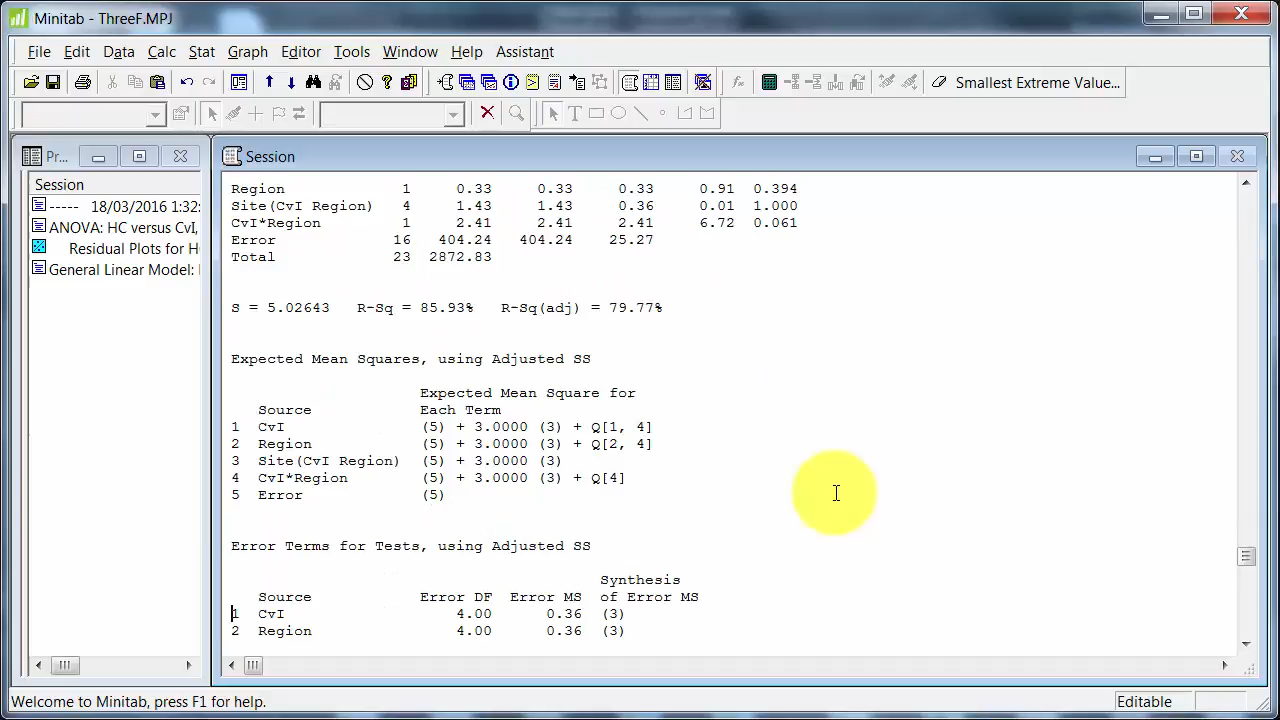 Minitab - ThreeF.MPJ
File Edit Data Calc Stat Graph Editor Tools Window Help Assistant
Smallest Extreme Value...
Pr...
Session
----- 18/03/2016 1:32:
ANOVA: HC versus CvI,
Residual Plots for H
General Linear Model:
Session
Region 1 0.33 0.33 0.33 0.91 0.394
Site(CvI Region) 4 1.43 1.43 0.36 0.01 1.000
CvI*Region 1 2.41 2.41 2.41 6.72 0.061
Error 16 404.24 404.24 25.27
Total 23 2872.83
S = 5.02643 R-Sq = 85.93% R-Sq(adj) = 79.77%
Expected Mean Squares, using Adjusted SS
Expected Mean Square for
Source Each Term
1 CvI (5) + 3.0000 (3) + Q[1, 4]
2 Region (5) + 3.0000 (3) + Q[2, 4]
3 Site(CvI Region) (5) + 3.0000 (3)
4 CvI*Region (5) + 3.0000 (3) + Q[4]
5 Error (5)
Error Terms for Tests, using Adjusted SS
Synthesis
Source Error DF Error MS of Error MS
1 CvI 4.00 0.36 (3)
2 Region 4.00 0.36 (3)
Welcome to Minitab, press F1 for help.
Editable